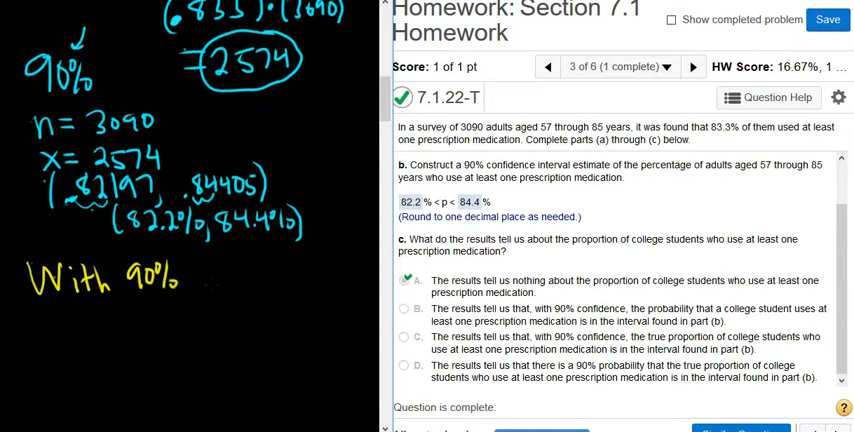 (.833) · (3090)
= 2574
90%
n = 3090
x = 2574
(.82197, .84405)
(82.2%, 84.4%)
With 90%
Homework: Section 7.1
Homework
Show completed problem
Save
Score: 1 of 1 pt
3 of 6 (1 complete)
HW Score: 16.67%, 1 ...
7.1.22-T
Question Help
In a survey of 3090 adults aged 57 through 85 years, it was found that 83.3% of them used at least
one prescription medication. Complete parts (a) through (c) below.
b. Construct a 90% confidence interval estimate of the percentage of adults aged 57 through 85
years who use at least one prescription medication.
82.2 % < p < 84.4 %
(Round to one decimal place as needed.)
c. What do the results tell us about the proportion of college students who use at least one
prescription medication?
A. The results tell us nothing about the proportion of college students who use at least one
prescription medication.
B. The results tell us that, with 90% confidence, the probability that a college student uses at
least one prescription medication is in the interval found in part (b).
C. The results tell us that, with 90% confidence, the true proportion of college students who
use at least one prescription medication is in the interval found in part (b).
D. The results tell us that there is a 90% probability that the true proportion of college
students who use at least one prescription medication is in the interval found in part (b).
Question is complete.
?